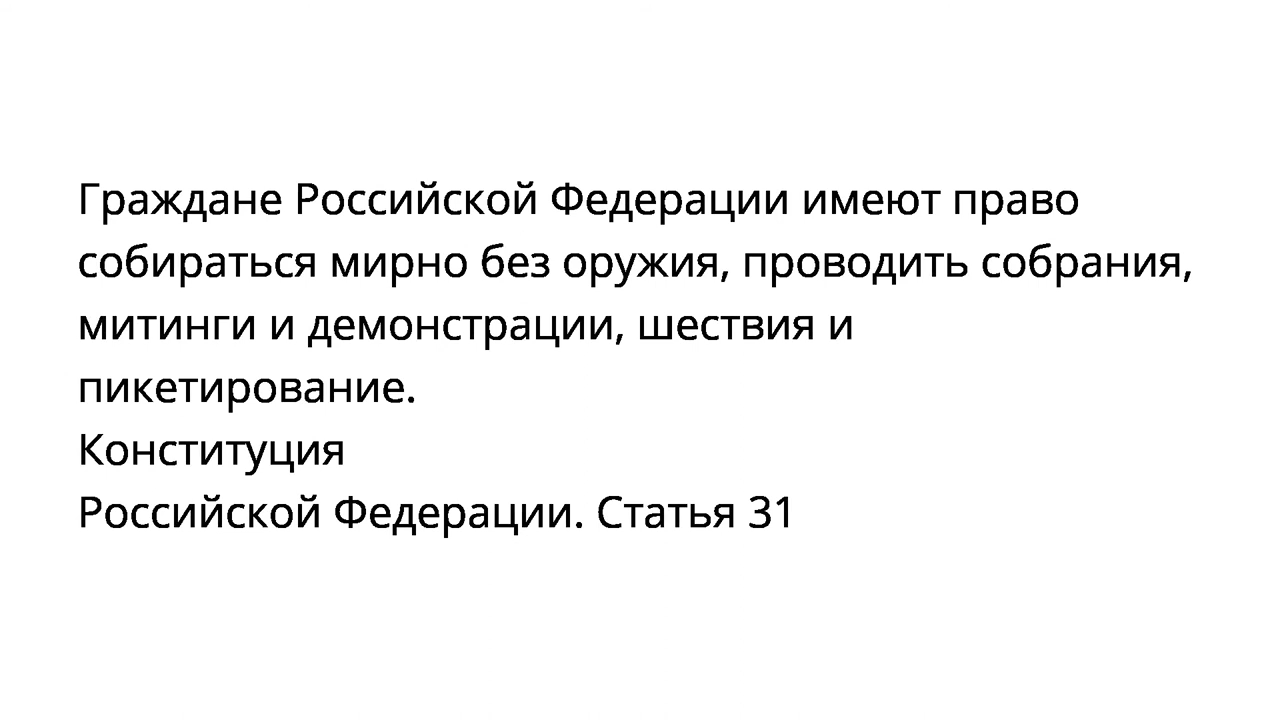 Граждане Российской Федерации имеют право
собираться мирно без оружия, проводить собрания,
митинги и демонстрации, шествия и
пикетирование.
Конституция
Российской Федерации. Статья 31